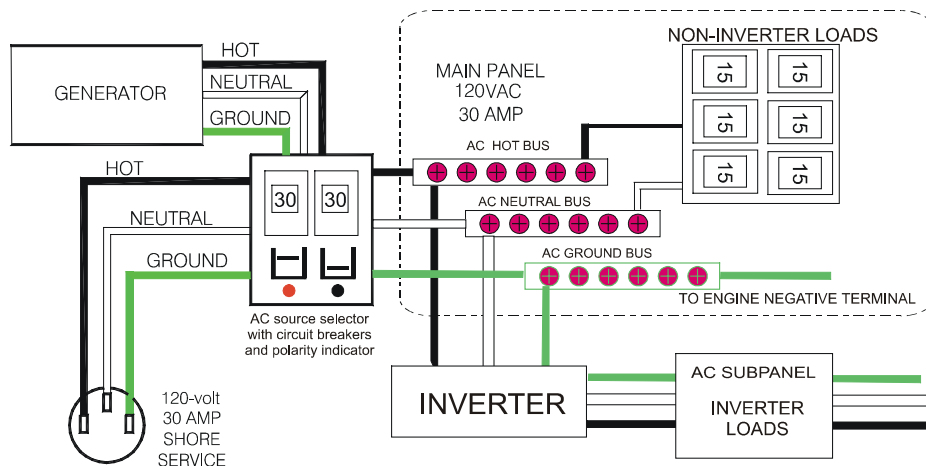 HOT
NEUTRAL
GENERATOR
GROUND
HOT
NEUTRAL
GROUND
30 30
AC source selector
with circuit breakers
and polarity indicator
120-volt
30 AMP
SHORE
SERVICE
MAIN PANEL
120VAC
30 AMP
NON-INVERTER LOADS
15 15
15 15
15 15
AC HOT BUS
AC NEUTRAL BUS
AC GROUND BUS
TO ENGINE NEGATIVE TERMINAL
INVERTER
AC SUBPANEL
INVERTER
LOADS